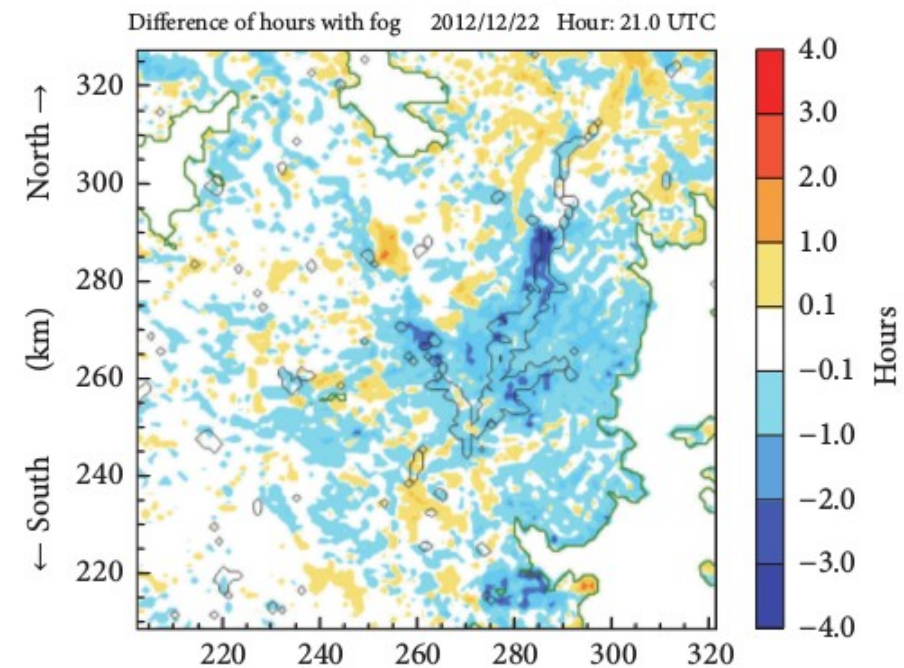 Difference of hours with fog 2012/12/22 Hour: 21.0 UTC
North →
(km)
← South
320
300
280
260
240
220
220 240 260 280 300 320
4.0
3.0
2.0
1.0
0.1
−0.1
−1.0
−2.0
−3.0
−4.0
Hours